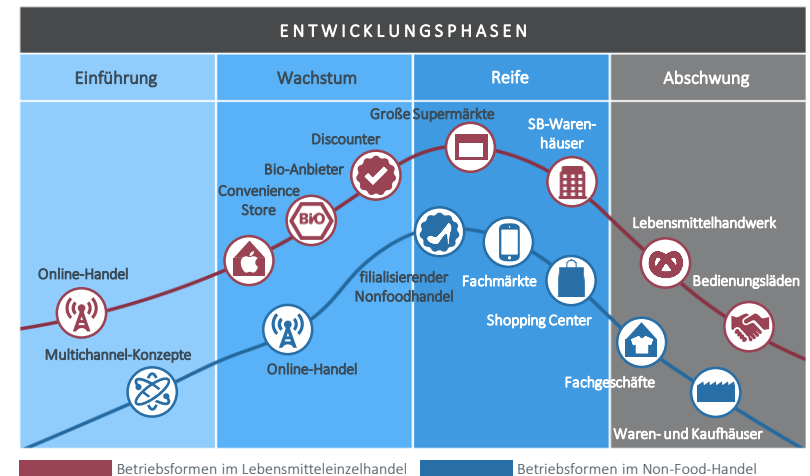 ENTWICKLUNGSPHASEN
Einführung
Wachstum
Reife
Abschwung
Große Supermärkte
SB-Waren-
häuser
Discounter
Bio-Anbieter
Convenience
Store
BIO
Lebensmittelhandwerk
Online-Handel
Bedienungsläden
filialisierender
Nonfoodhandel
Fachmärkte
Shopping Center
Multichannel-Konzepte
Online-Handel
Fachgeschäfte
Waren- und Kaufhäuser
Betriebsformen im Lebensmitteleinzelhandel
Betriebsformen im Non-Food-Handel